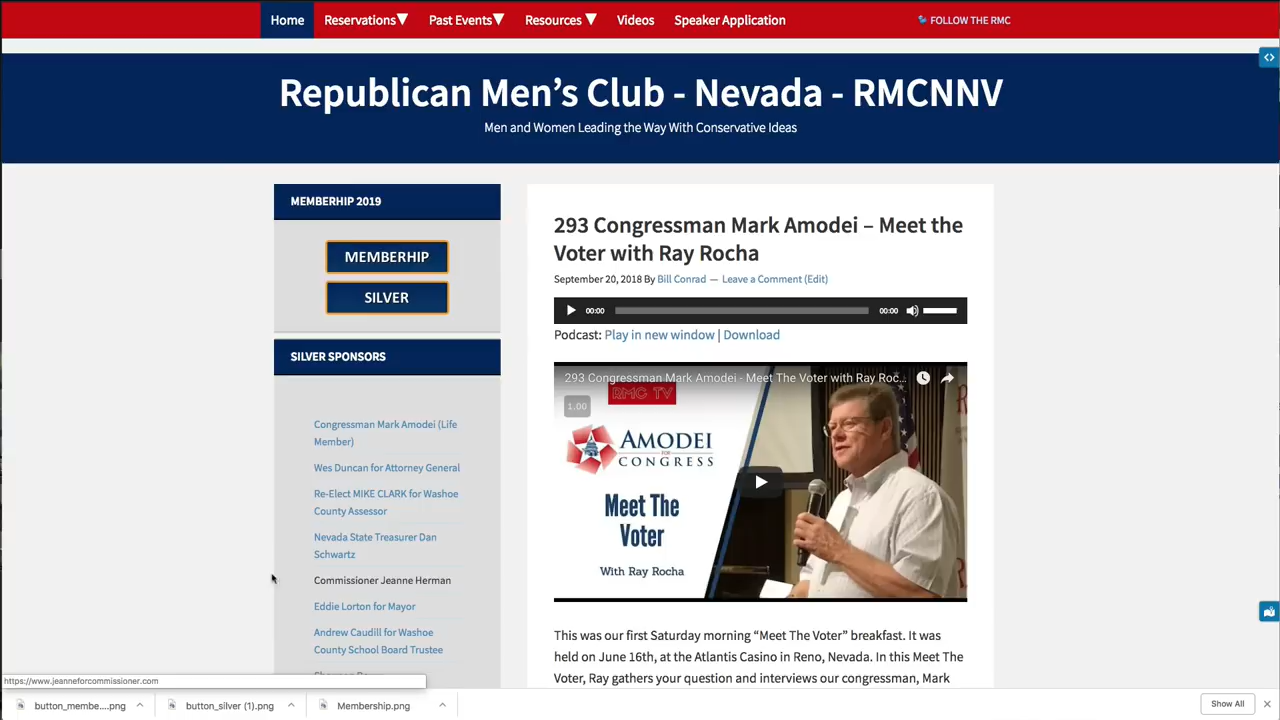 Home Reservations Past Events Resources Videos Speaker Application FOLLOW THE RMC
Republican Men's Club - Nevada - RMCNNV
Men and Women Leading the Way With Conservative Ideas
MEMBERHIP 2019
MEMBERHIP
SILVER
SILVER SPONSORS
Congressman Mark Amodei (Life
Member)
Wes Duncan for Attorney General
Re-Elect MIKE CLARK for Washoe
County Assessor
Nevada State Treasurer Dan
Schwartz
Commissioner Jeanne Herman
Eddie Lorton for Mayor
Andrew Caudill for Washoe
County School Board Trustee
293 Congressman Mark Amodei – Meet the
Voter with Ray Rocha
September 20, 2018 By Bill Conrad — Leave a Comment (Edit)
00:00 00:00
Podcast: Play in new window | Download
293 Congressman Mark Amodei - Meet The Voter with Ray Roc...
RMC TV
1.00
AMODEI
FOR
CONGRESS
Meet The
Voter
With Ray Rocha
This was our first Saturday morning “Meet The Voter” breakfast. It was
held on June 16th, at the Atlantis Casino in Reno, Nevada. In this Meet The
Voter, Ray gathers your question and interviews our congressman, Mark
https://www.jeanneforcommissioner.com
button_membe....png button_silver (1).png Membership.png Show All